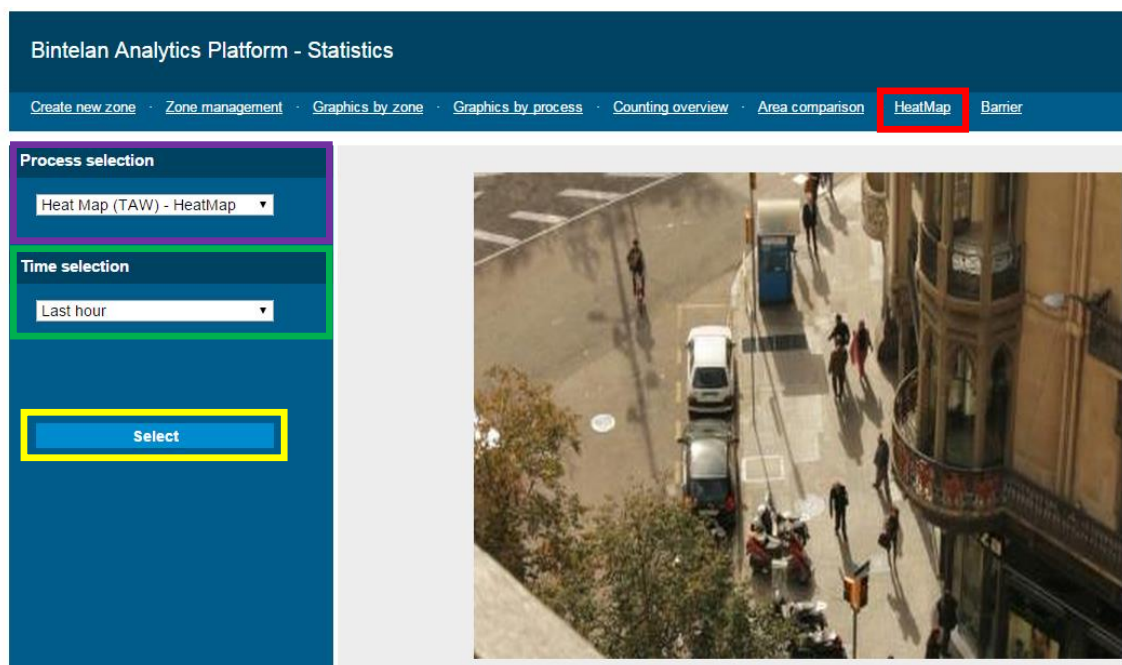 Bintelan Analytics Platform - Statistics
Create new zone · Zone management · Graphics by zone · Graphics by process · Counting overview · Area comparison HeatMap Barrier
Process selection
Heat Map (TAW) - HeatMap
Time selection
Last hour
Select